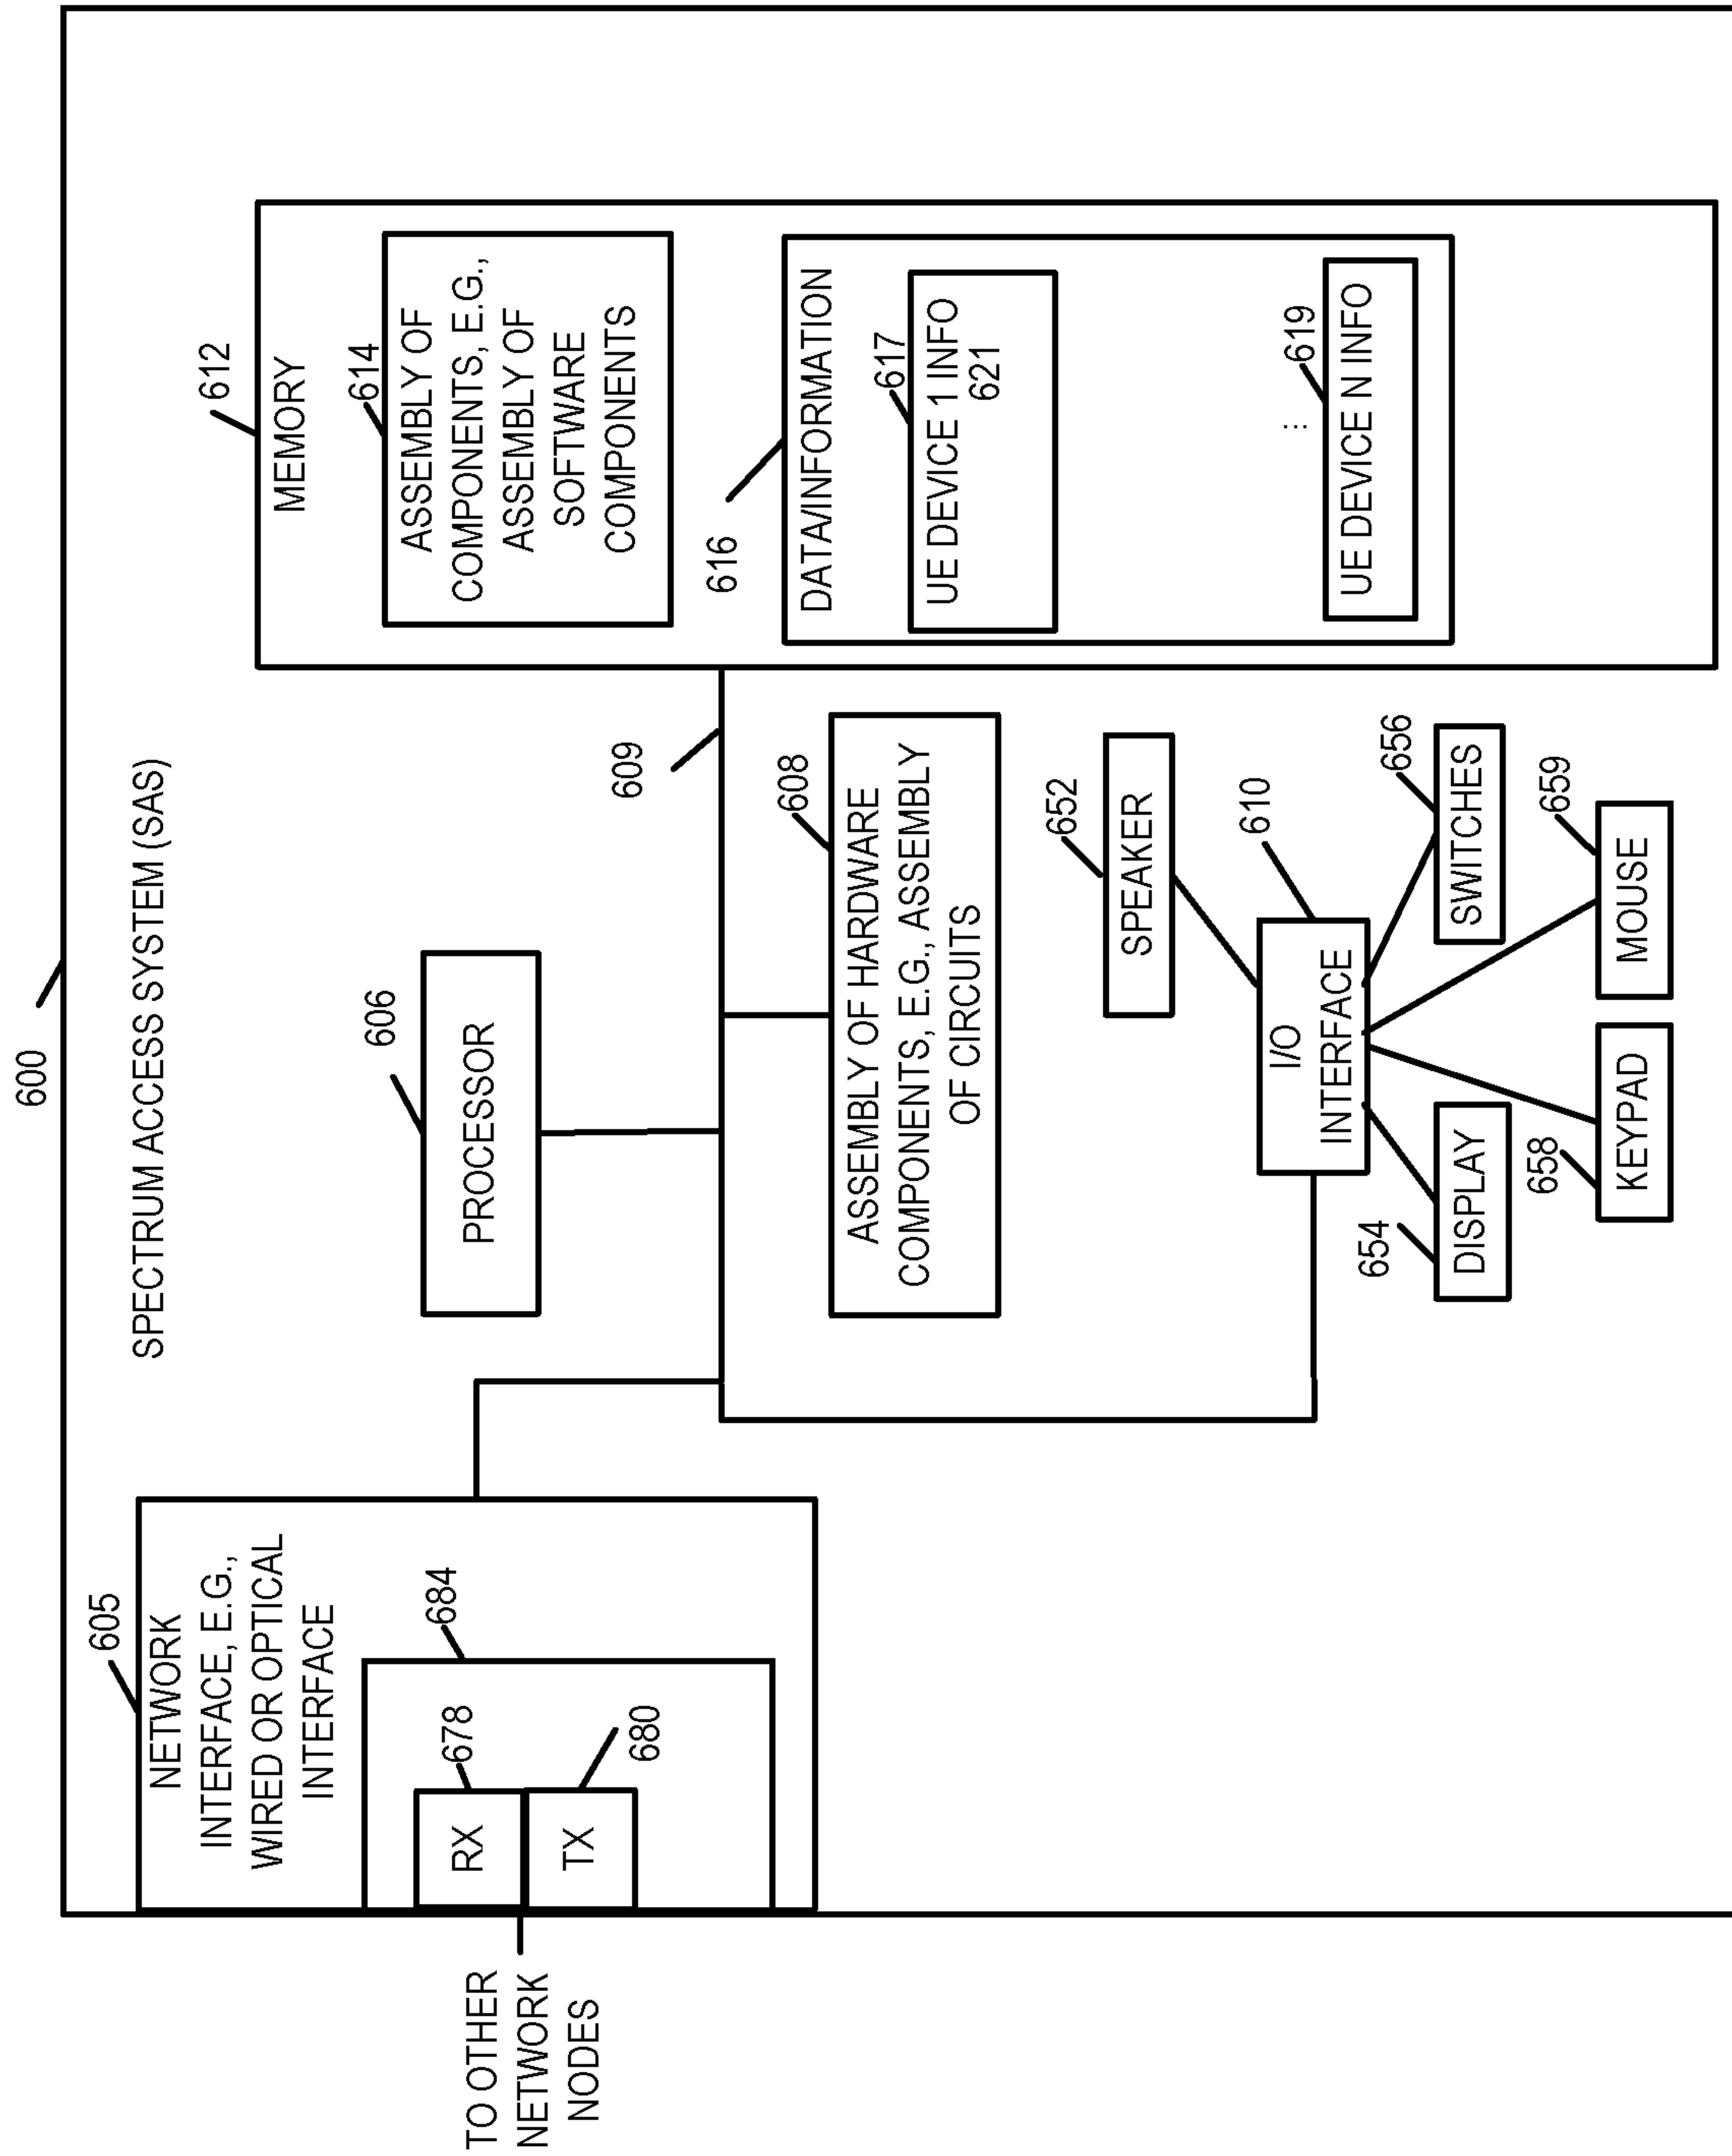 600
SPECTRUM ACCESS SYSTEM (SAS)
605
NETWORK
INTERFACE, E.G.,
WIRED OR OPTICAL
INTERFACE
684
678
RX
TX
680
TO OTHER
NETWORK
NODES
606
PROCESSOR
609
608
ASSEMBLY OF HARDWARE
COMPONENTS, E.G., ASSEMBLY
OF CIRCUITS
652
SPEAKER
610
I/O
INTERFACE
654
DISPLAY
656
SWITCHES
658
KEYPAD
659
MOUSE
612
MEMORY
614
ASSEMBLY OF
COMPONENTS, E.G.,
ASSEMBLY OF
SOFTWARE
COMPONENTS
616
DATA/INFORMATION
617
UE DEVICE 1 INFO
621
...
619
UE DEVICE N INFO